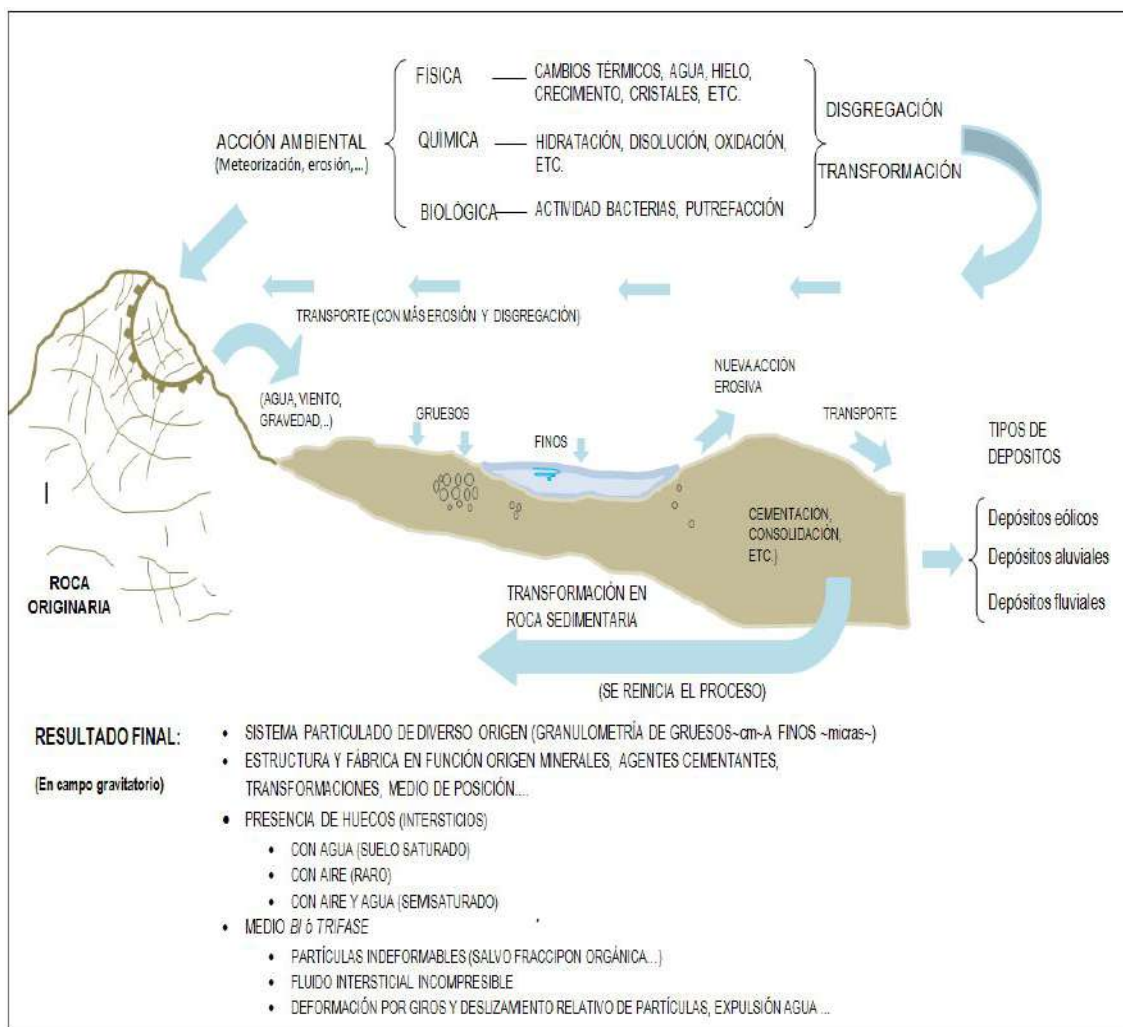 FÍSICA
CAMBIOS TÉRMICOS, AGUA, HIELO,
CRECIMIENTO, CRISTALES, ETC.
ACCIÓN AMBIENTAL
(Meteorización, erosión,...)
QUÍMICA
HIDRATACIÓN, DISOLUCIÓN, OXIDACIÓN,
ETC.
BIOLÓGICA
ACTIVIDAD BACTERIAS, PUTREFACCIÓN
DISGREGACIÓN
TRANSFORMACIÓN
TRANSPORTE (CON MÁS EROSIÓN Y DISGREGACIÓN)
(AGUA, VIENTO,
GRAVEDAD,..)
GRUESOS
FINOS
NUEVA ACCIÓN
EROSIVA
TRANSPORTE
TIPOS DE
DEPOSITOS
CEMENTACIÓN,
CONSOLIDACIÓN,
ETC.)
Depósitos eólicos
Depósitos aluviales
Depósitos fluviales
ROCA
ORIGINARIA
TRANSFORMACIÓN EN
ROCA SEDIMENTARIA
(SE REINICIA EL PROCESO)
RESULTADO FINAL:
(En campo gravitatorio)
• SISTEMA PARTICULADO DE DIVERSO ORIGEN (GRANULOMETRÍA DE GRUESOS~cm~A FINOS ~micras~)
• ESTRUCTURA Y FÁBRICA EN FUNCIÓN ORIGEN MINERALES, AGENTES CEMENTANTES,
TRANSFORMACIONES, MEDIO DE POSICIÓN....
• PRESENCIA DE HUECOS (INTERSTICIOS)
• CON AGUA (SUELO SATURADO)
• CON AIRE (RARO)
• CON AIRE Y AGUA (SEMISATURADO)
• MEDIO BI ó TRIFASE
• PARTÍCULAS INDEFORMABLES (SALVO FRACCIPON ORGÁNICA...)
• FLUIDO INTERSTICIAL INCOMPRESIBLE
• DEFORMACIÓN POR GIROS Y DESLIZAMIENTO RELATIVO DE PARTÍCULAS, EXPULSIÓN AGUA ...